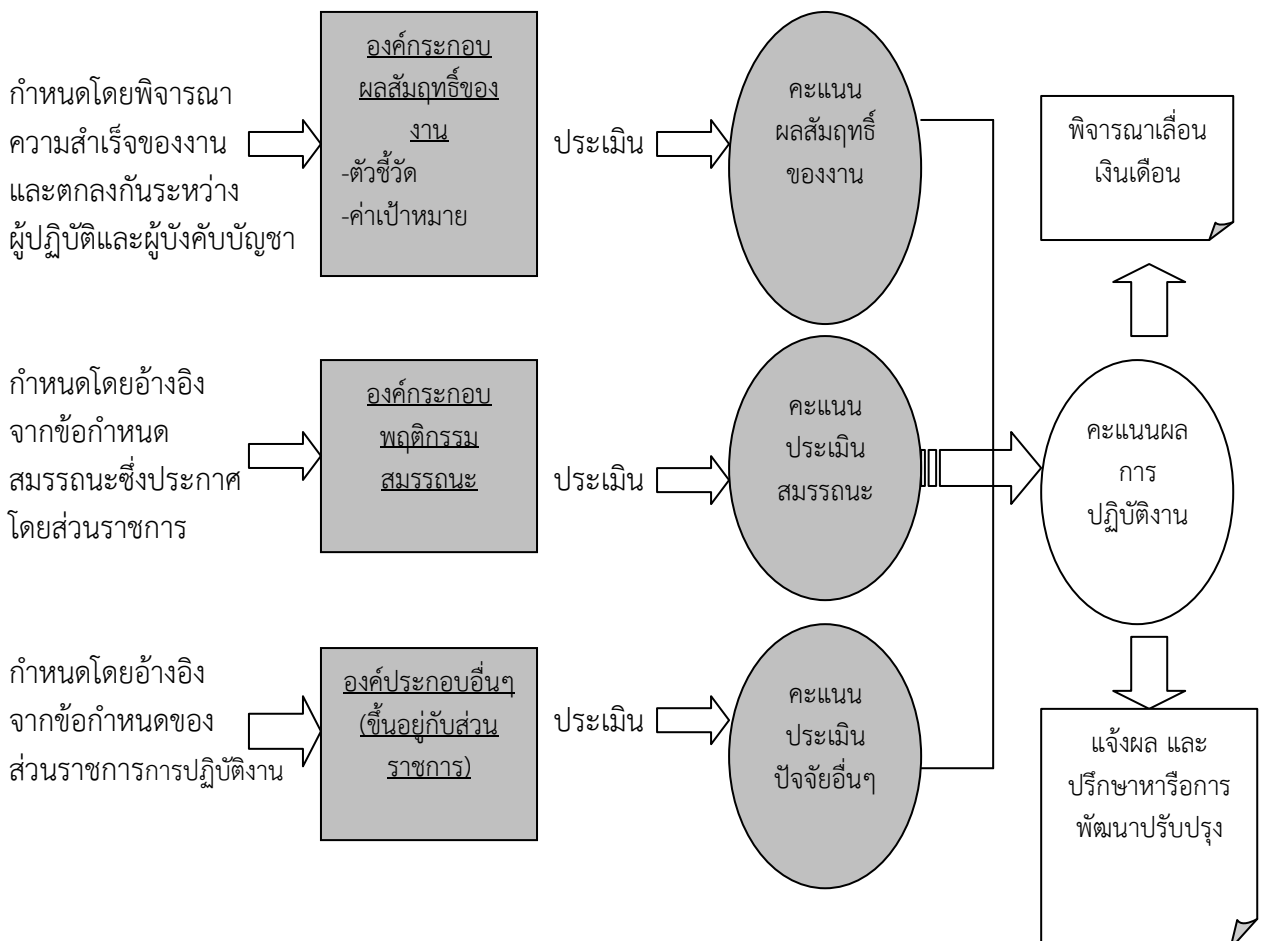 กำหนดโดยพิจารณา
ความสำเร็จของงาน
และตกลงกันระหว่าง
ผู้ปฏิบัติและผู้บังคับบัญชา
องค์กระกอบ
ผลสัมฤทธิ์ของ
งาน
-ตัวชี้วัด
-ค่าเป้าหมาย
ประเมิน
คะแนน
ผลสัมฤทธิ์
ของงาน
พิจารณาเลื่อน
เงินเดือน
กำหนดโดยอ้างอิง
จากข้อกำหนด
สมรรถนะซึ่งประกาศ
โดยส่วนราชการ
องค์กระกอบ
พฤติกรรม
สมรรถนะ
ประเมิน
คะแนน
ประเมิน
สมรรถนะ
คะแนนผล
การ
ปฏิบัติงาน
กำหนดโดยอ้างอิง
จากข้อกำหนดของ
ส่วนราชการการปฏิบัติงาน
องค์ประกอบอื่นๆ
(ขึ้นอยู่กับส่วน
ราชการ)
ประเมิน
คะแนน
ประเมิน
ปัจจัยอื่นๆ
แจ้งผล และ
ปรึกษาหารือการ
พัฒนาปรับปรุง